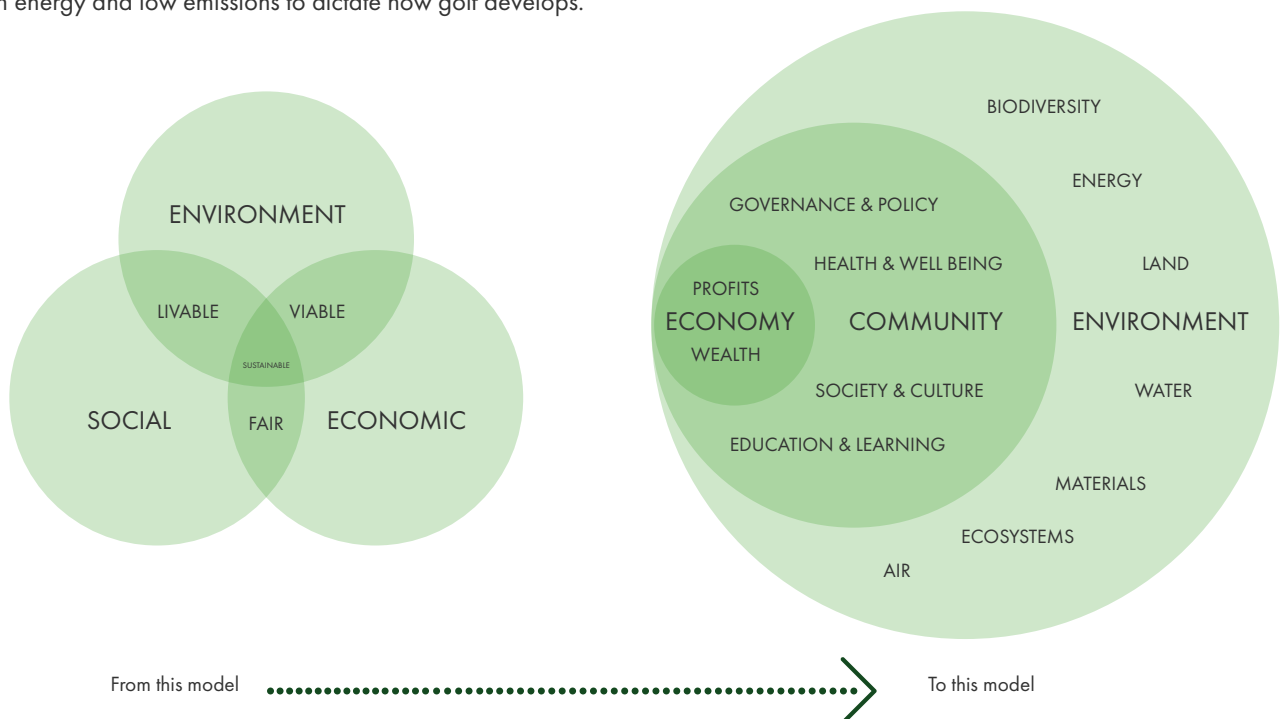 energy and low emissions to dictate how golf develops.
ENVIRONMENT
LIVABLE
VIABLE
SUSTAINABLE
SOCIAL
FAIR
ECONOMIC
BIODIVERSITY
ENERGY
GOVERNANCE & POLICY
HEALTH & WELL BEING
LAND
PROFITS
ECONOMY
COMMUNITY
ENVIRONMENT
WEALTH
SOCIETY & CULTURE
WATER
EDUCATION & LEARNING
MATERIALS
ECOSYSTEMS
AIR
From this model
To this model